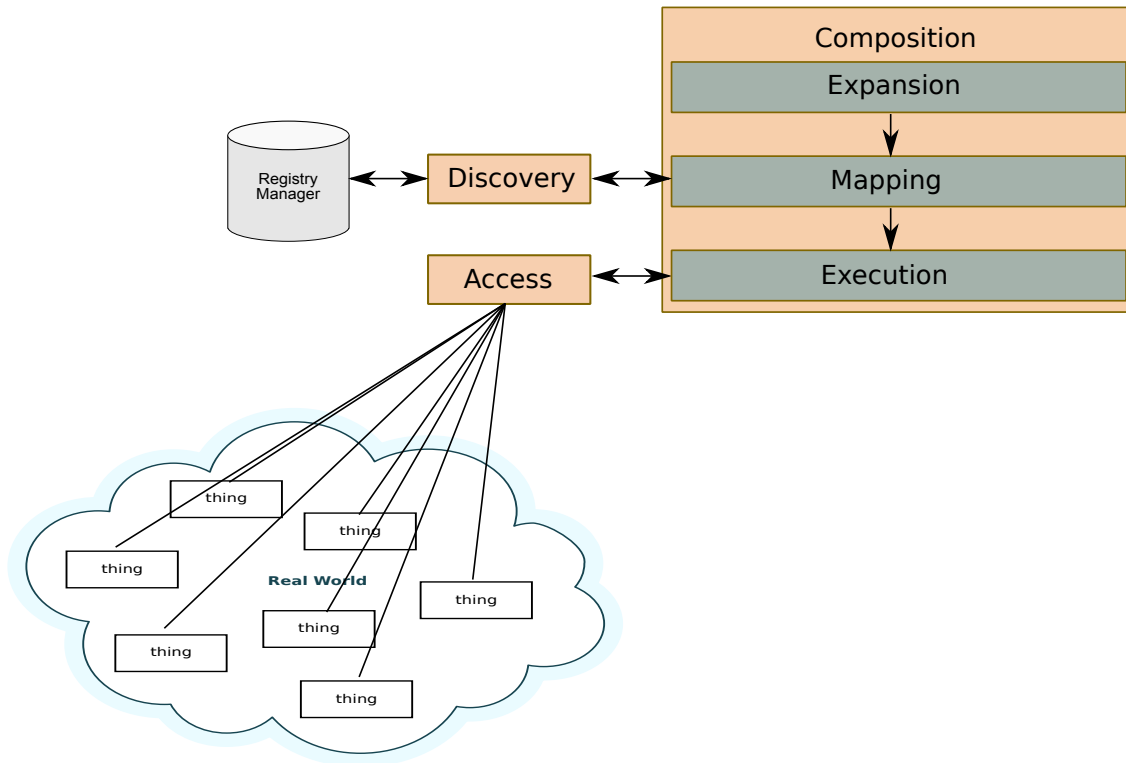 Composition
Expansion
Registry
Manager
Discovery
Mapping
Access
Execution
thing
thing
thing
Real World
thing
thing
thing
thing